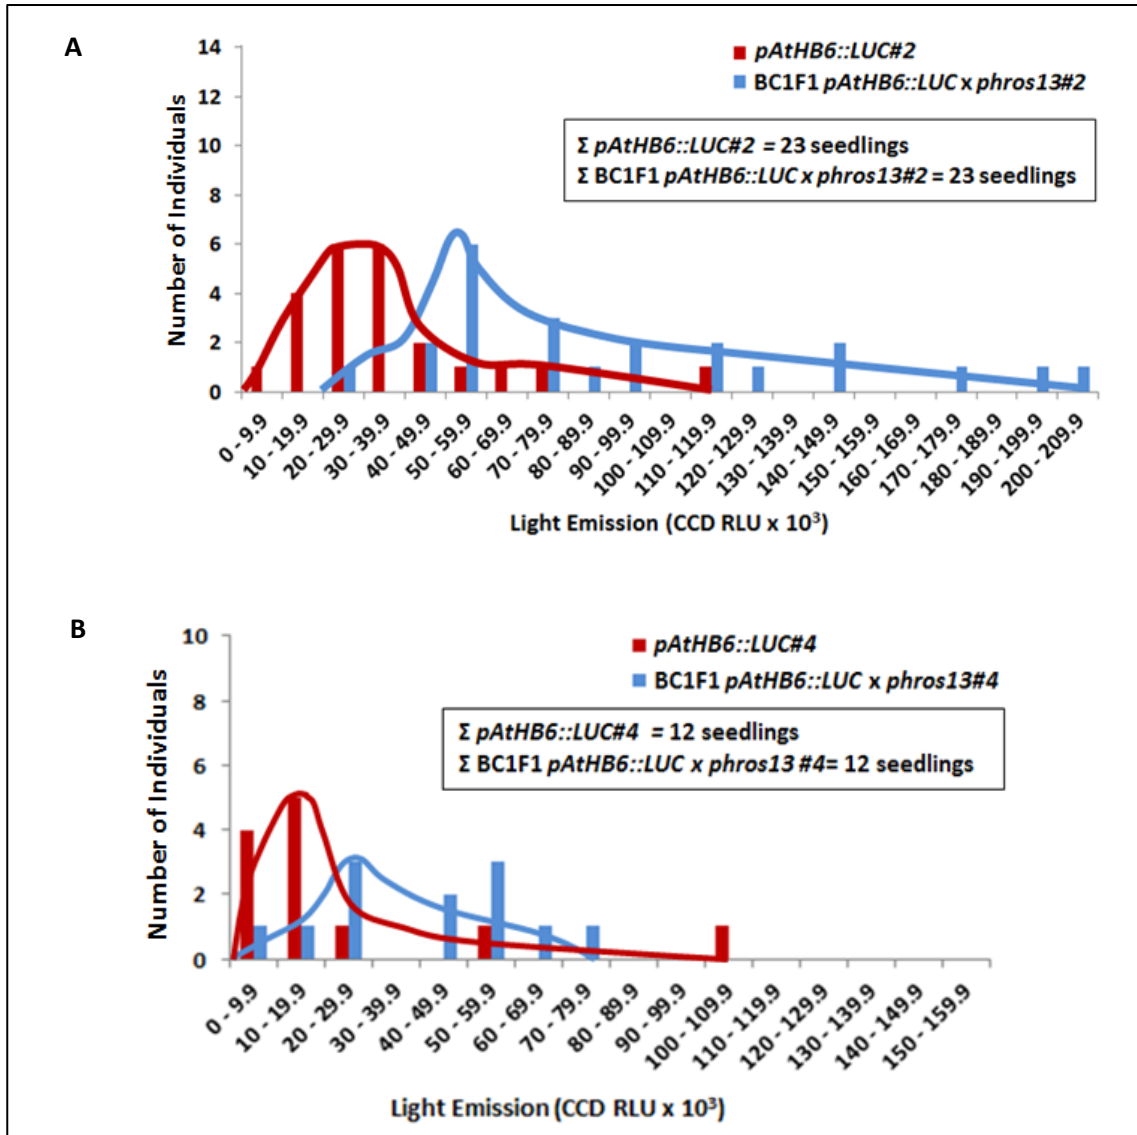 A
14
12
10
8
6
4
2
0
Number of Individuals
pAtHB6::LUC#2
BC1F1 pAtHB6::LUC x phros13#2
Σ pAtHB6::LUC#2 = 23 seedlings
Σ BC1F1 pAtHB6::LUC x phros13#2 = 23 seedlings
0 - 9.9
10 - 19.9
20 - 29.9
30 - 39.9
40 - 49.9
50 - 59.9
60 - 69.9
70 - 79.9
80 - 89.9
90 - 99.9
100 - 109.9
110 - 119.9
120 - 129.9
130 - 139.9
140 - 149.9
150 - 159.9
160 - 169.9
170 - 179.9
180 - 189.9
190 - 199.9
200 - 209.9
Light Emission (CCD RLU x 10³)
B
10
8
6
4
2
0
Number of Individuals
pAtHB6::LUC#4
BC1F1 pAtHB6::LUC x phros13#4
Σ pAtHB6::LUC#4 = 12 seedlings
Σ BC1F1 pAtHB6::LUC x phros13 #4= 12 seedlings
0 - 9.9
10 - 19.9
20 - 29.9
30 - 39.9
40 - 49.9
50 - 59.9
60 - 69.9
70 - 79.9
80 - 89.9
90 - 99.9
100 - 109.9
110 - 119.9
120 - 129.9
130 - 139.9
140 - 149.9
150 - 159.9
Light Emission (CCD RLU x 10³)